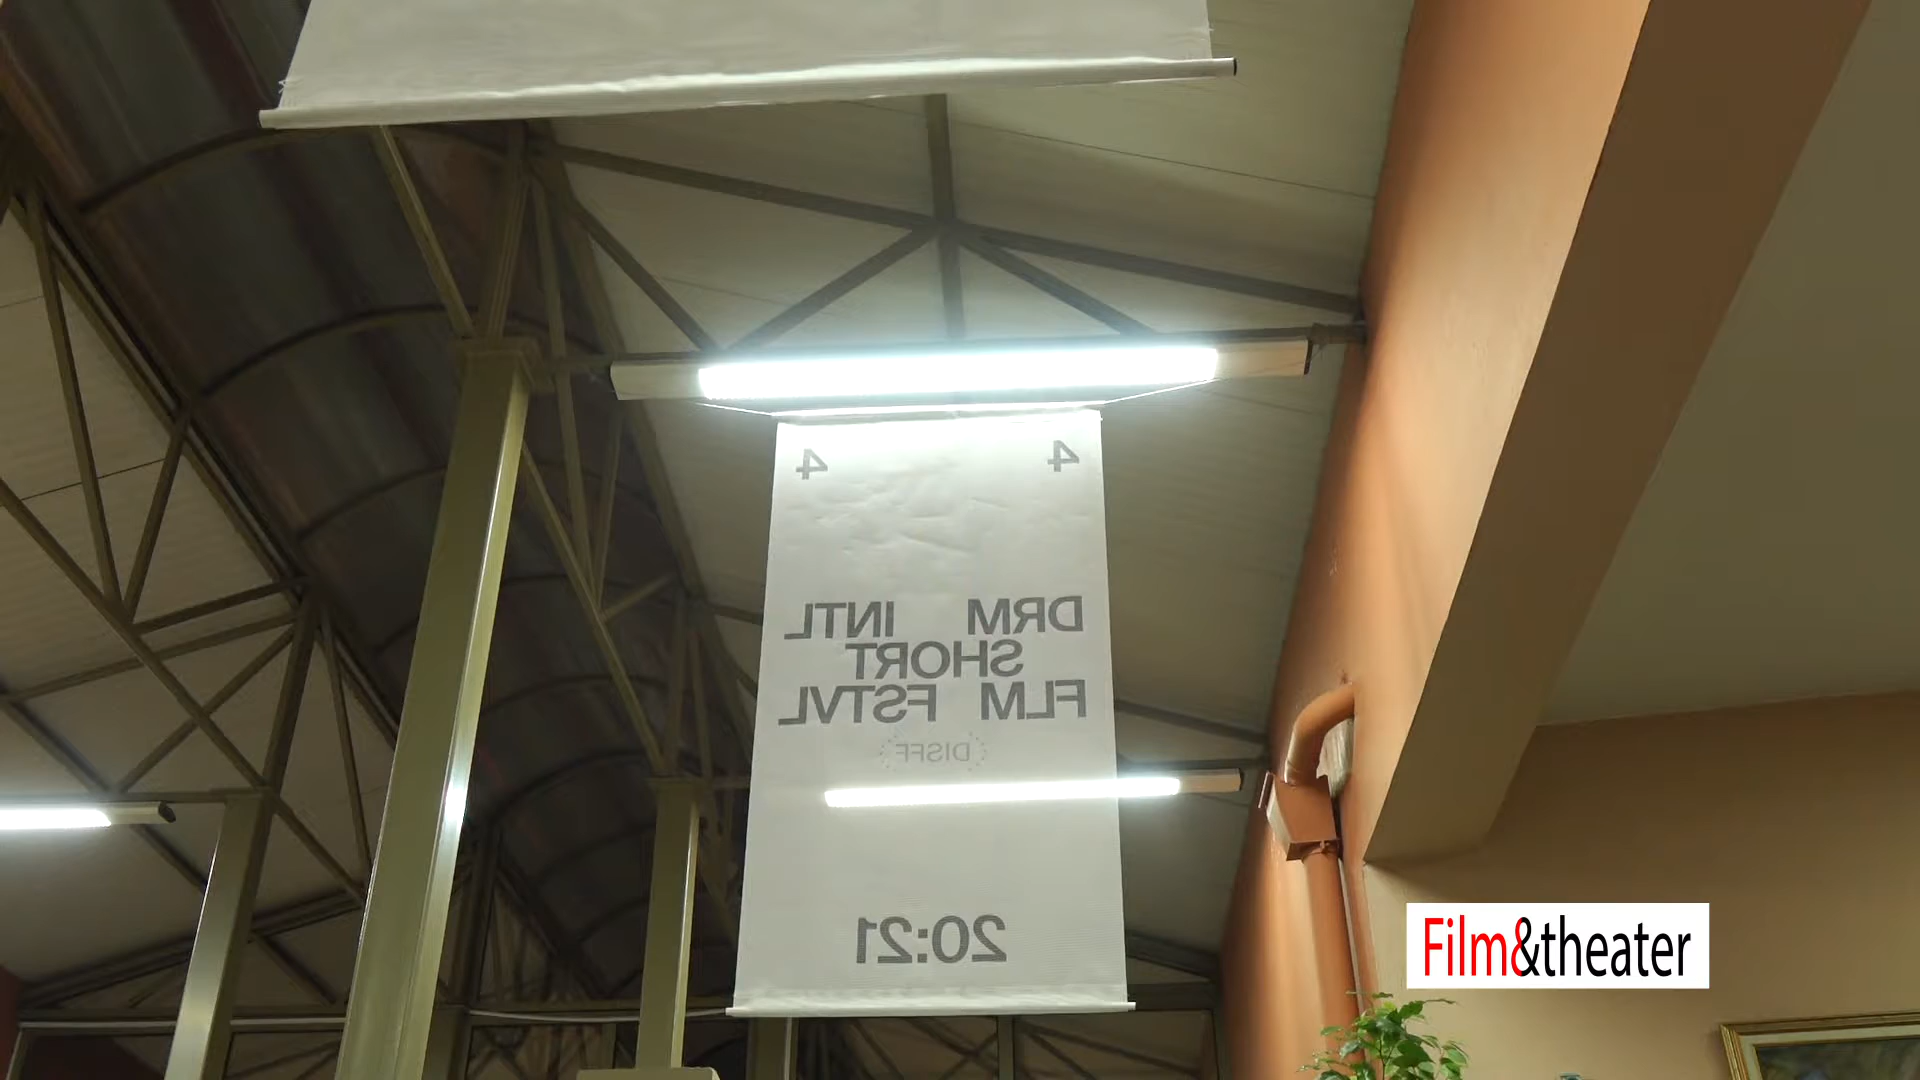 4 4
DRM INTL
SHORT
FLM FSTVL
DISFF
20:21
Film&theater